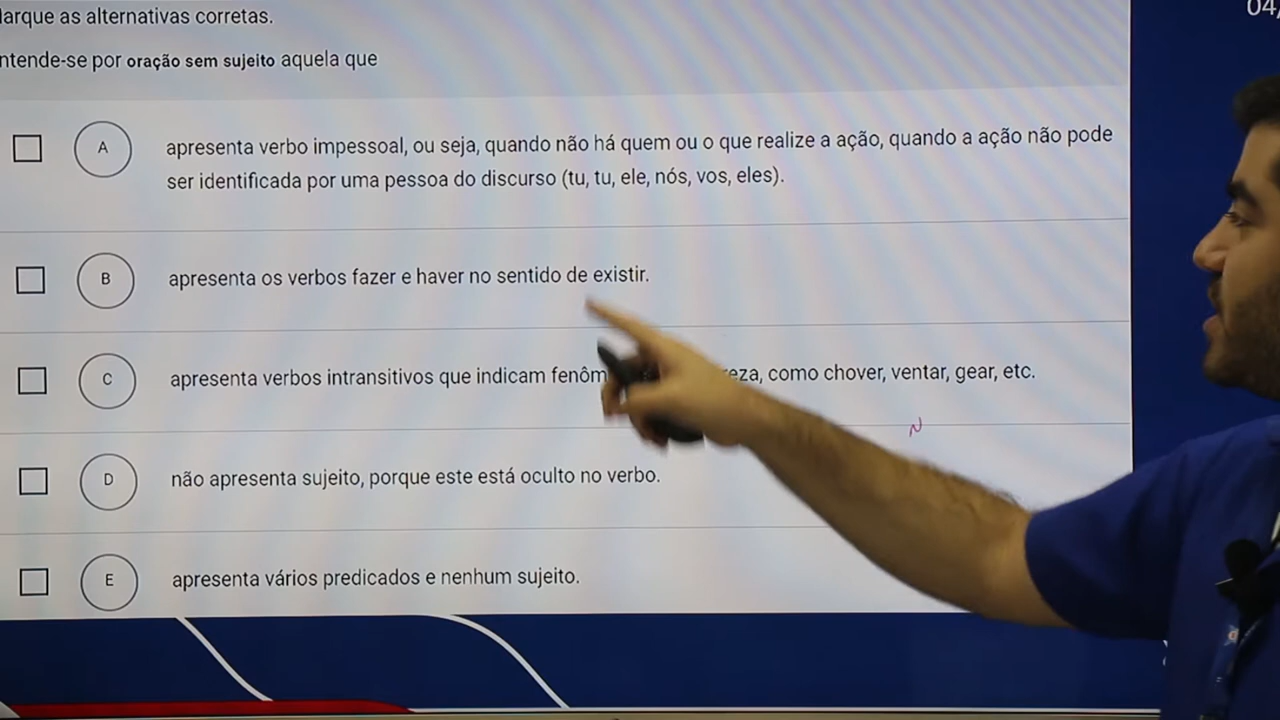 arque as alternativas corretas.
ntende-se por oração sem sujeito aquela que
A
apresenta verbo impessoal, ou seja, quando não há quem ou o que realize a ação, quando a ação não pode
ser identificada por uma pessoa do discurso (tu, tu, ele, nós, vos, eles).
B
apresenta os verbos fazer e haver no sentido de existir.
C
apresenta verbos intransitivos que indicam fenôm eza, como chover, ventar, gear, etc.
N
D
não apresenta sujeito, porque este está oculto no verbo.
E
apresenta vários predicados e nenhum sujeito.
04